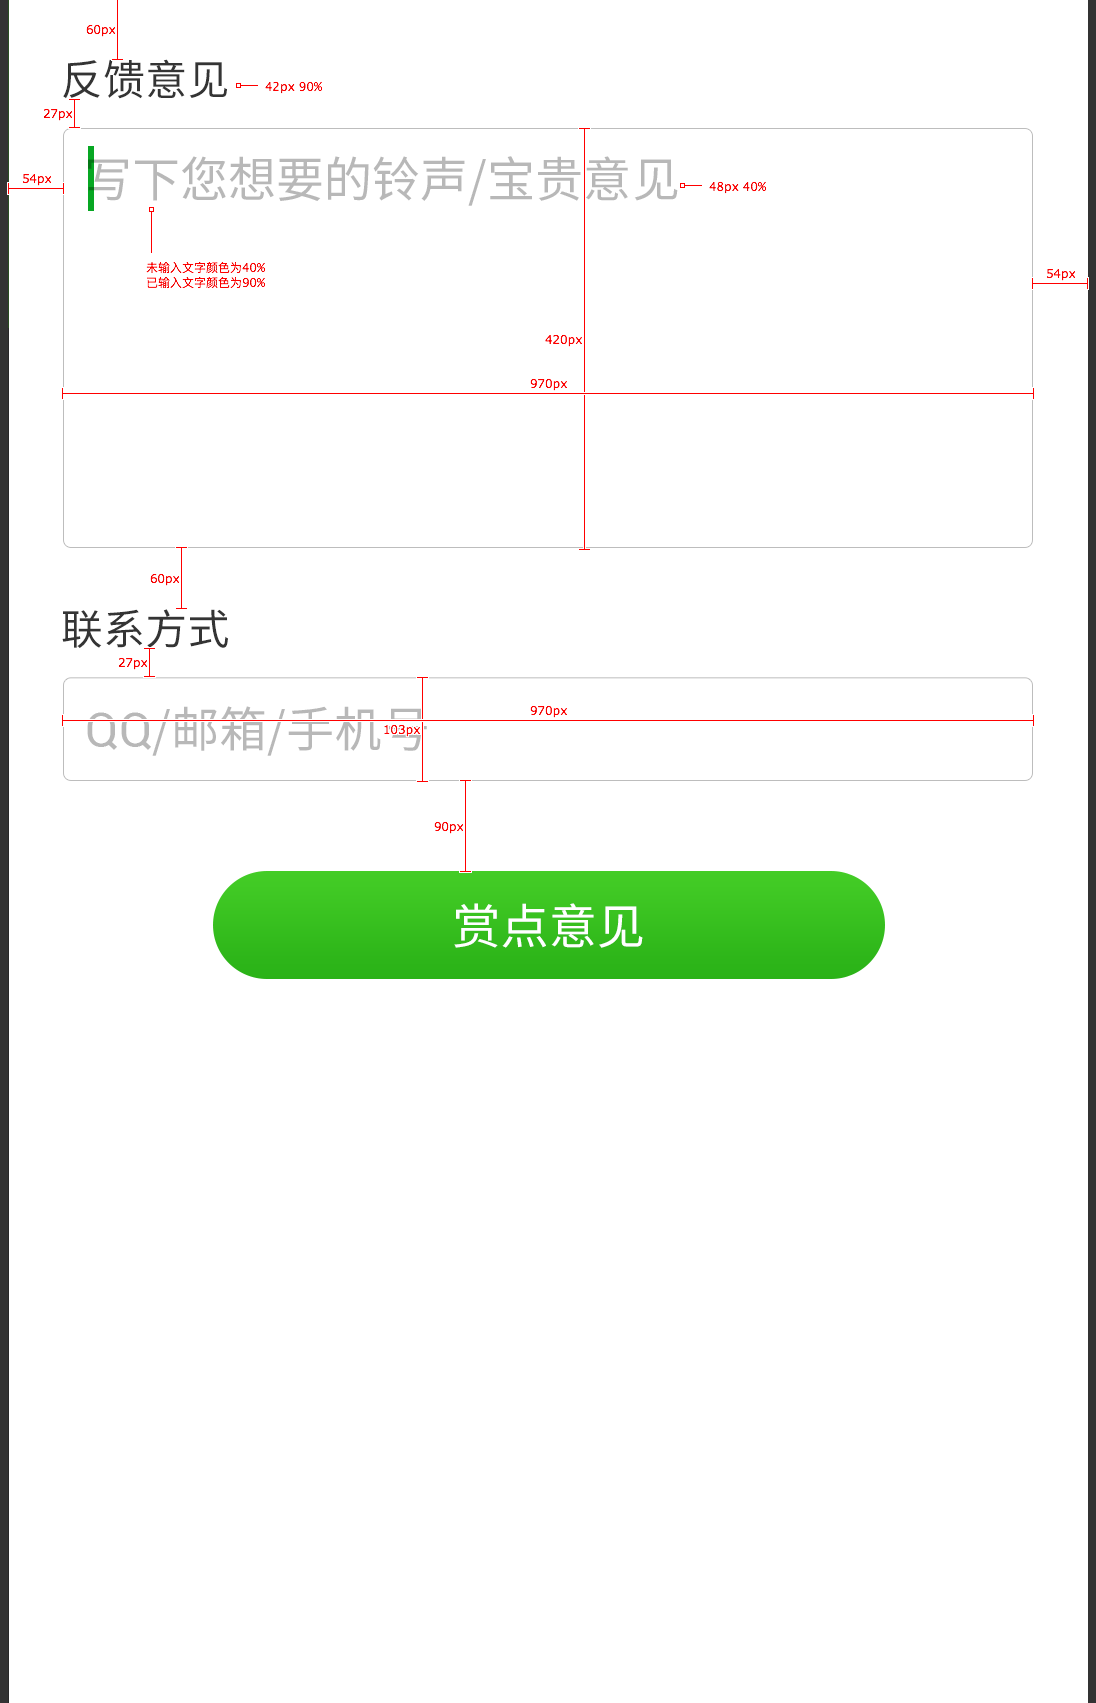 60px
反馈意见
42px 90%
27px
写下您想要的铃声/宝贵意见
48px 40%
54px
未输入文字颜色为40%
已输入文字颜色为90%
54px
420px
970px
60px
联系方式
27px
970px
QQ/邮箱/手机号
103px
90px
赏点意见